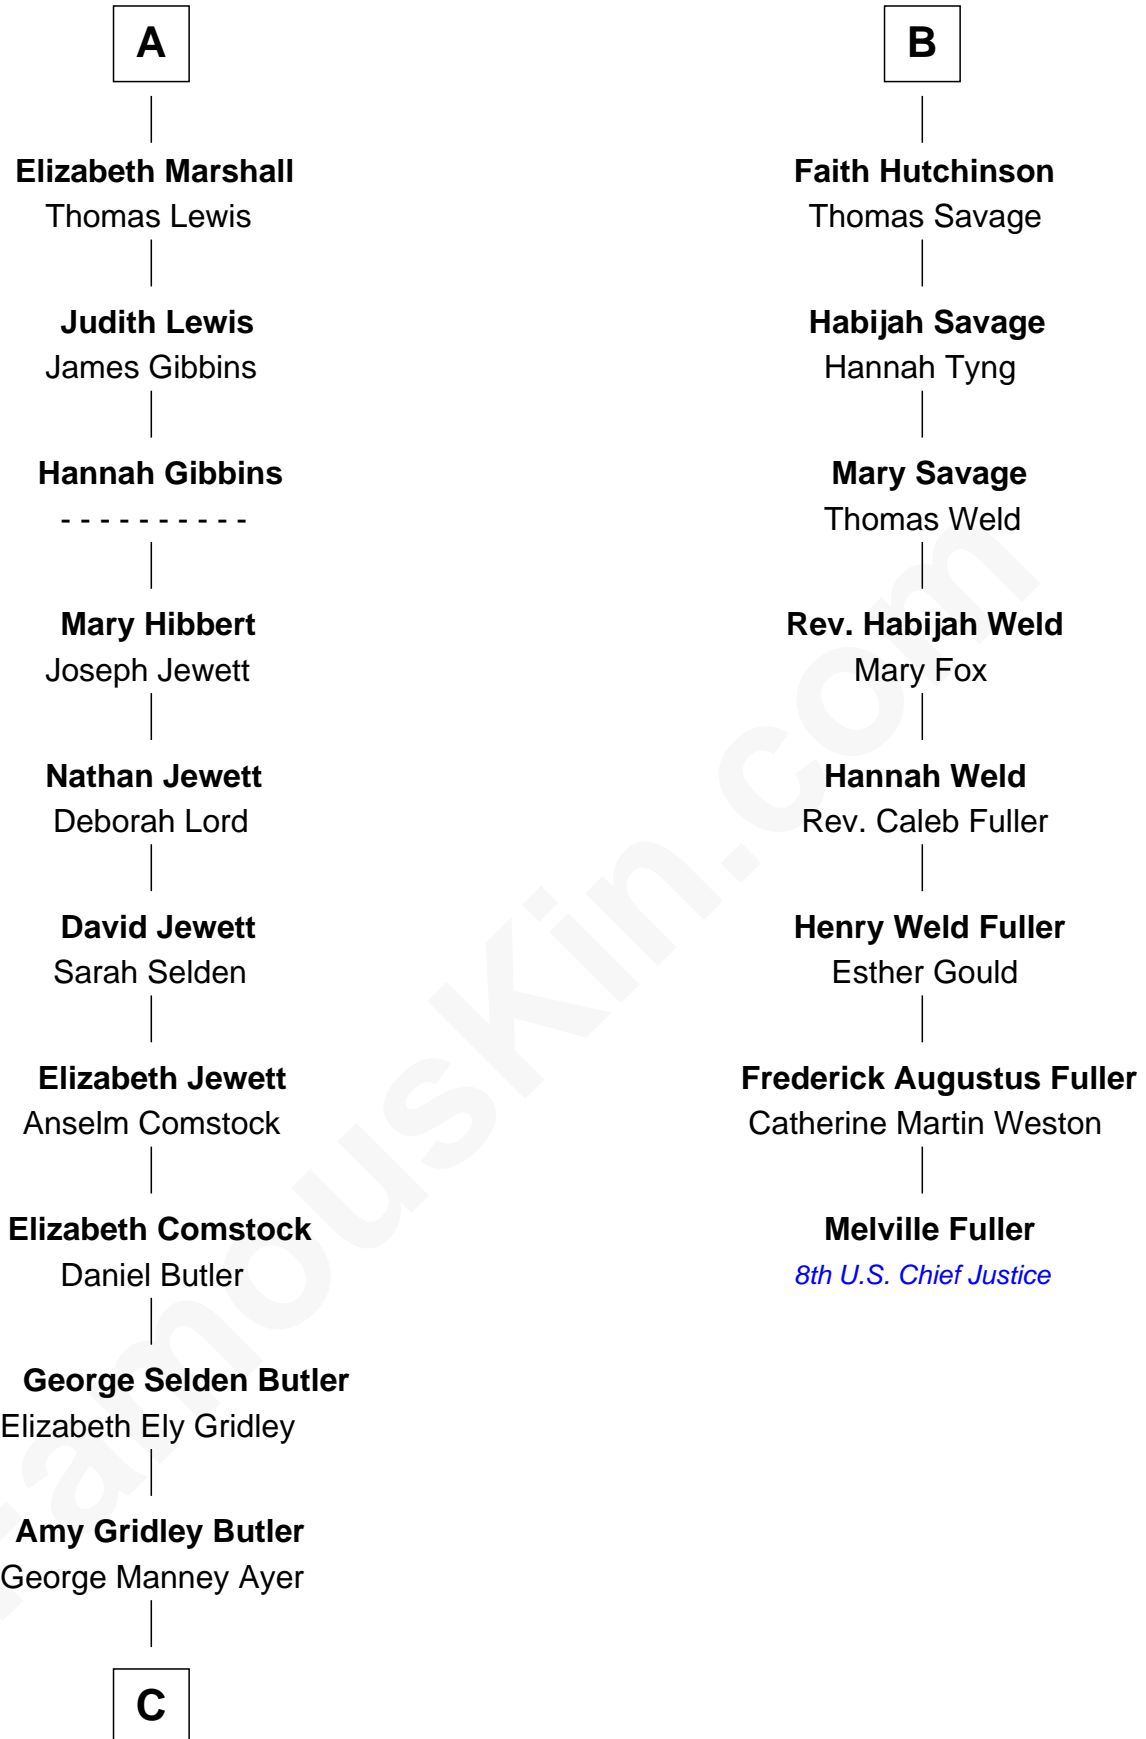 A
Elizabeth Marshall
Thomas Lewis
Judith Lewis
James Gibbins
Hannah Gibbins
- - - - - - - - - -
Mary Hibbert
Joseph Jewett
Nathan Jewett
Deborah Lord
David Jewett
Sarah Selden
Elizabeth Jewett
Anselm Comstock
Elizabeth Comstock
Daniel Butler
George Selden Butler
Elizabeth Ely Gridley
Amy Gridley Butler
George Manney Ayer
C
B
Faith Hutchinson
Thomas Savage
Habijah Savage
Hannah Tyng
Mary Savage
Thomas Weld
Rev. Habijah Weld
Mary Fox
Hannah Weld
Rev. Caleb Fuller
Henry Weld Fuller
Esther Gould
Frederick Augustus Fuller
Catherine Martin Weston
Melville Fuller
8th U.S. Chief Justice
FamousKin.com